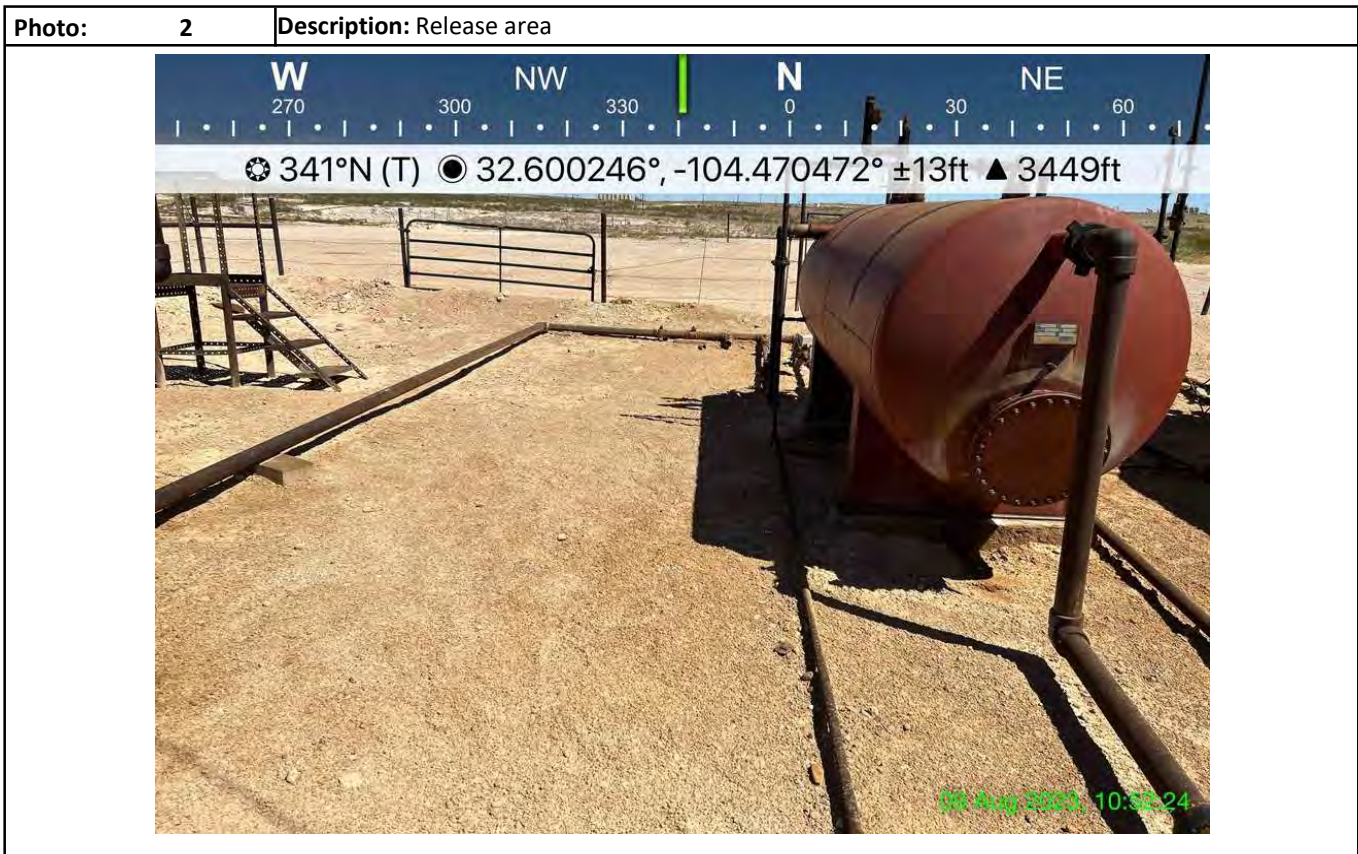 Photo: 2 Description: Release area
W NW N NE
270 300 330 0 30 60
341°N (T) 32.600246°, -104.470472° ±13ft ▲ 3449ft
Aug 2023, 10:52:24